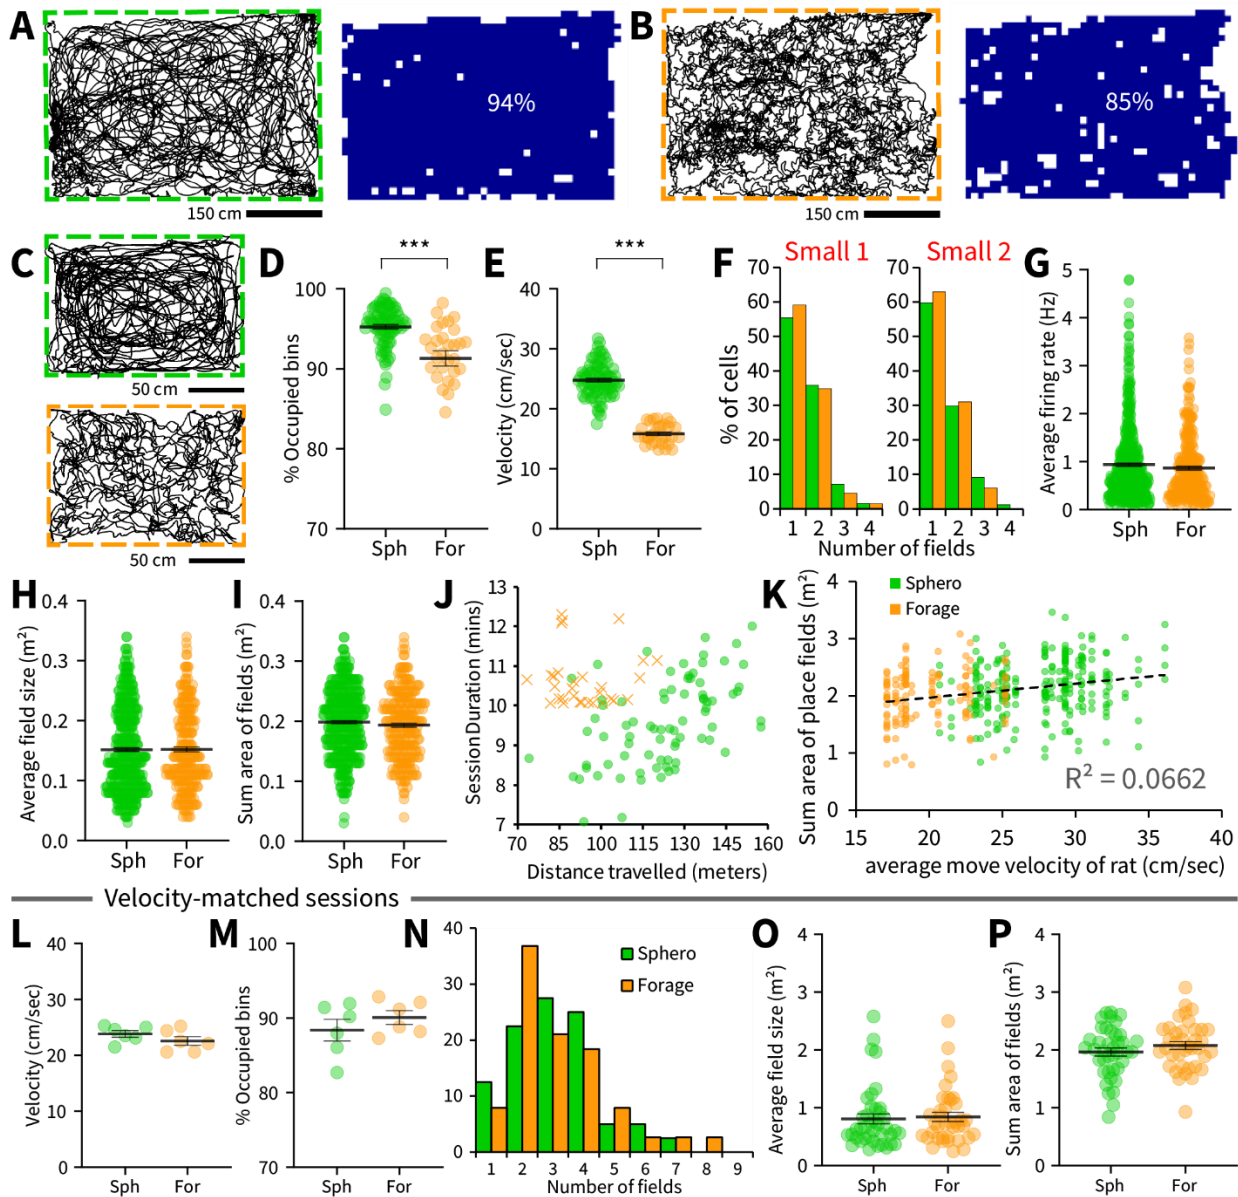 A
94%
150 cm
B
85%
150 cm
C
50 cm
50 cm
D
***
% Occupied bins
100
90
80
70
Sph For
E
***
Velocity (cm/sec)
40
30
20
10
0
Sph For
F
Small 1 Small 2
% of cells
70 70
60 60
50 50
40 40
30 30
20 20
10 10
0 0
1 2 3 4 1 2 3 4
Number of fields
G
Average firing rate (Hz)
5
4
3
2
1
0
Sph For
H
Average field size (m²)
0.4
0.3
0.2
0.1
0.0
Sph For
I
Sum area of fields (m²)
0.4
0.3
0.2
0.1
0.0
Sph For
J
Session Duration (mins)
13
12
11
10
9
8
7
70 85 100 115 130 145 160
Distance travelled (meters)
K
Sum area of place fields (m²)
Sphero
Forage
4
3
2
1
0
R² = 0.0662
15 20 25 30 35 40
average move velocity of rat (cm/sec)
Velocity-matched sessions
L
Velocity (cm/sec)
40
30
20
10
0
Sph For
M
% Occupied bins
100
90
80
70
Sph For
N
40
30
20
10
0
Sphero
Forage
1 2 3 4 5 6 7 8 9
Number of fields
O
Average field size (m²)
4
3
2
1
0
Sph For
P
Sum area of fields (m²)
4
3
2
1
0
Sph For